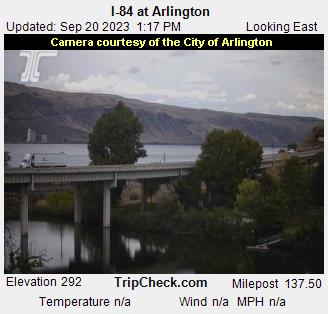 I-84 at Arlington
Updated: Sep 20 2023 1:17 PM Looking East
Camera courtesy of the City of Arlington
Elevation 292 TripCheck.com Milepost 137.50
Temperature n/a Wind n/a MPH n/a